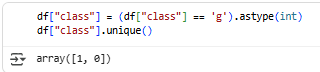 df["class"] = (df["class"] == 'g').astype(int)
df["class"].unique()
array([1, 0])